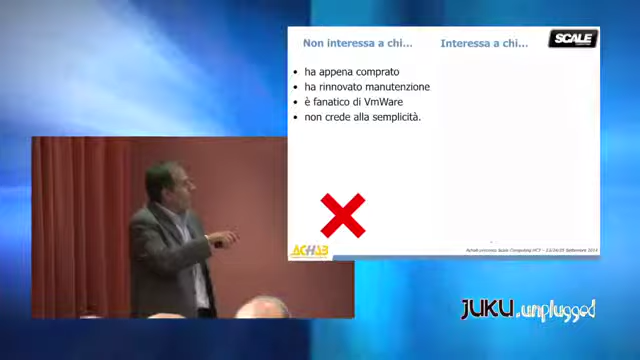 Non interessa a chi...
Interessa a chi...
SCALE
• ha appena comprato
• ha rinnovato manutenzione
• è fanatico di VmWare
• non crede alla semplicità.
ACHAB
JUKU.unplugged